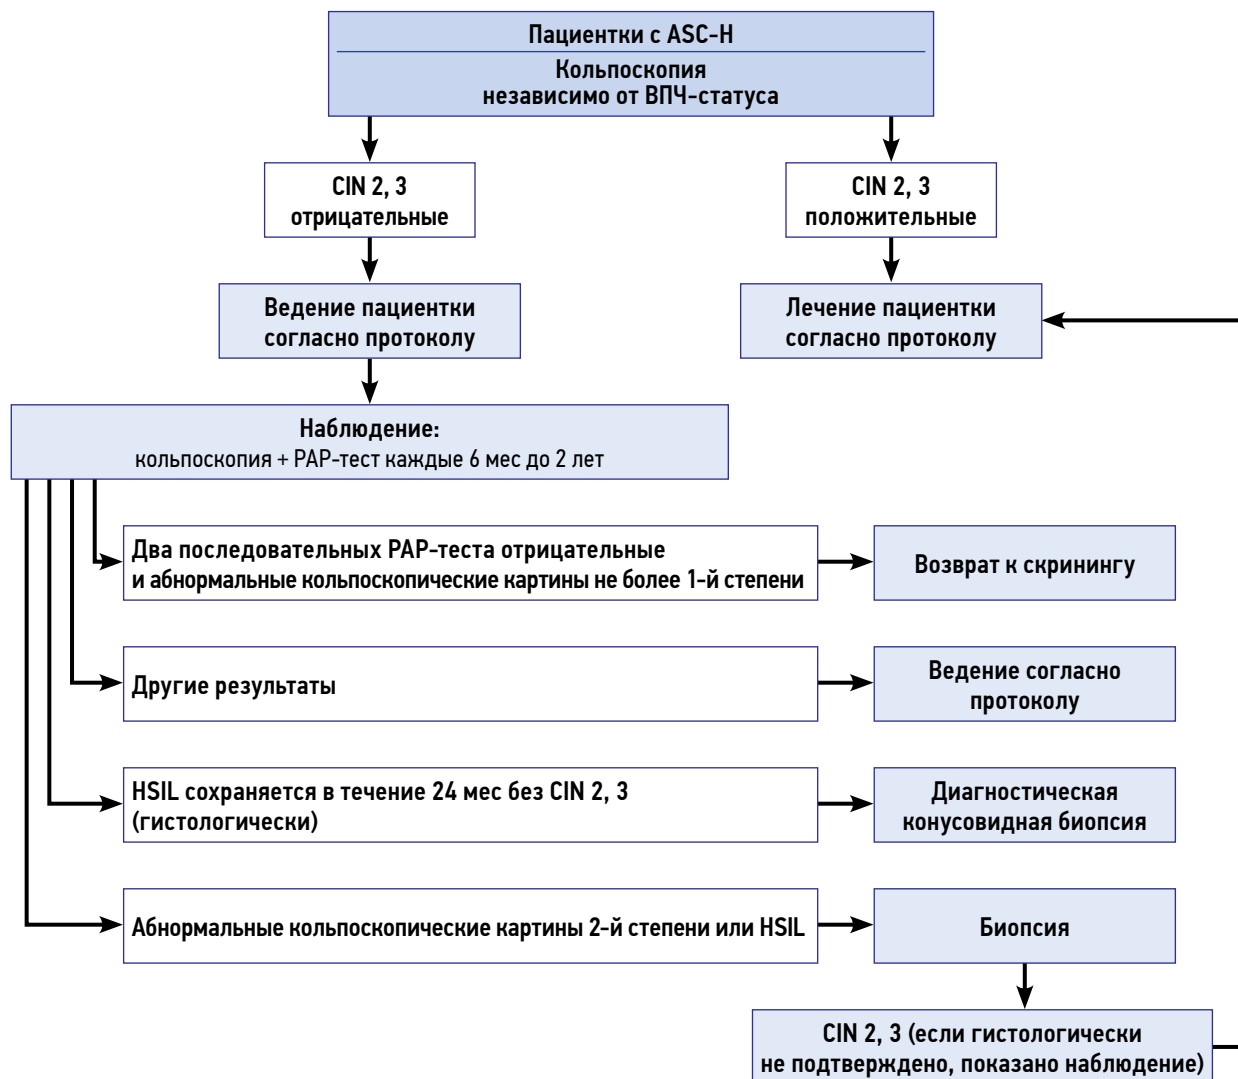 Пациентки с ASC-H
Кольпоскопия
независимо от ВПЧ-статуса
CIN 2, 3
отрицательные
CIN 2, 3
положительные
Ведение пациентки
согласно протоколу
Лечение пациентки
согласно протоколу
Наблюдение:
кольпоскопия + PAP-тест каждые 6 мес до 2 лет
Два последовательных PAP-теста отрицательные
и абнормальные кольпоскопические картины не более 1-й степени
Возврат к скринингу
Другие результаты
Ведение согласно
протоколу
HSIL сохраняется в течение 24 мес без CIN 2, 3
(гистологически)
Диагностическая
конусовидная биопсия
Абнормальные кольпоскопические картины 2-й степени или HSIL
Биопсия
CIN 2, 3 (если гистологически
не подтверждено, показано наблюдение)